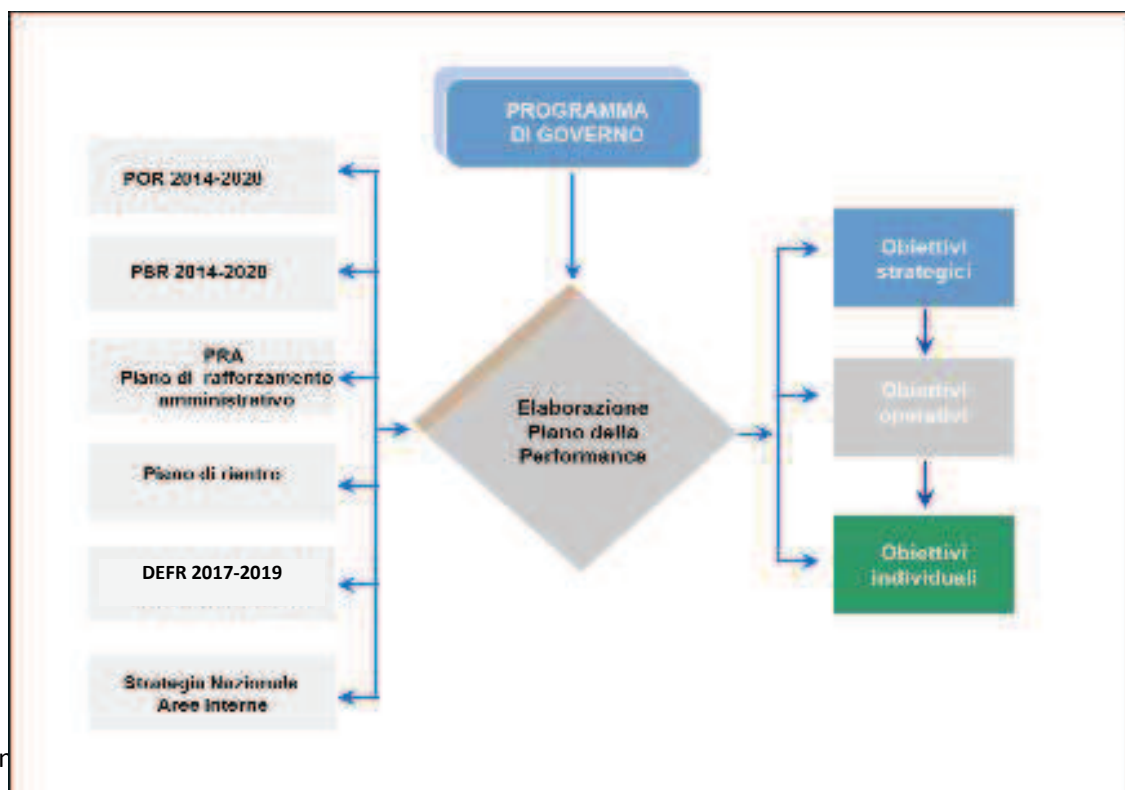 PROGRAMMA
DI GOVERNO
POR 2014-2020
PSR 2014-2020
PRA
Piano di rafforzamento
amministrativo
Piano di rientro
DEFR 2017-2019
Strategia Nazionale
Aree Interne
Elaborazione
Piano della
Performance
Obiettivi
strategici
Obiettivi
operativi
Obiettivi
individuali